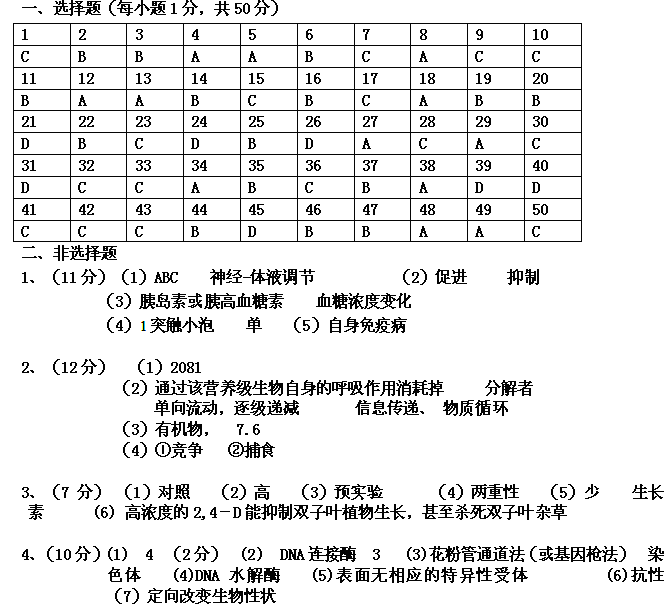 一、选择题（每小题1分，共50分）
1 2 3 4 5 6 7 8 9 10
C B B A A B C A C C
11 12 13 14 15 16 17 18 19 20
B A A B C B C A B B
21 22 23 24 25 26 27 28 29 30
D B C D B D A C A C
31 32 33 34 35 36 37 38 39 40
D C C A B C B A D D
41 42 43 44 45 46 47 48 49 50
C C C B D B B A A C
二、非选择题
1、（11分）（1）ABC 神经-体液调节 （2）促进 抑制
（3）胰岛素或胰高血糖素 血糖浓度变化
（4）1突触小泡 单 （5）自身免疫病
2、（12分） （1）2081
（2）通过该营养级生物自身的呼吸作用消耗掉 分解者
单向流动，逐级递减 信息传递、 物质循环
（3）有机物， 7.6
（4）①竞争 ②捕食
3、（7 分）（1）对照 （2）高 （3）预实验 （4）两重性 （5）少 生长
素 (6) 高浓度的2,4－D能抑制双子叶植物生长，甚至杀死双子叶杂草
4、(10分)(1) 4 （2分） (2) DNA连接酶 3 (3)花粉管通道法(或基因枪法) 染
色体 (4)DNA 水解酶 (5)表面无相应的特异性受体 (6)抗性
（7）定向改变生物性状